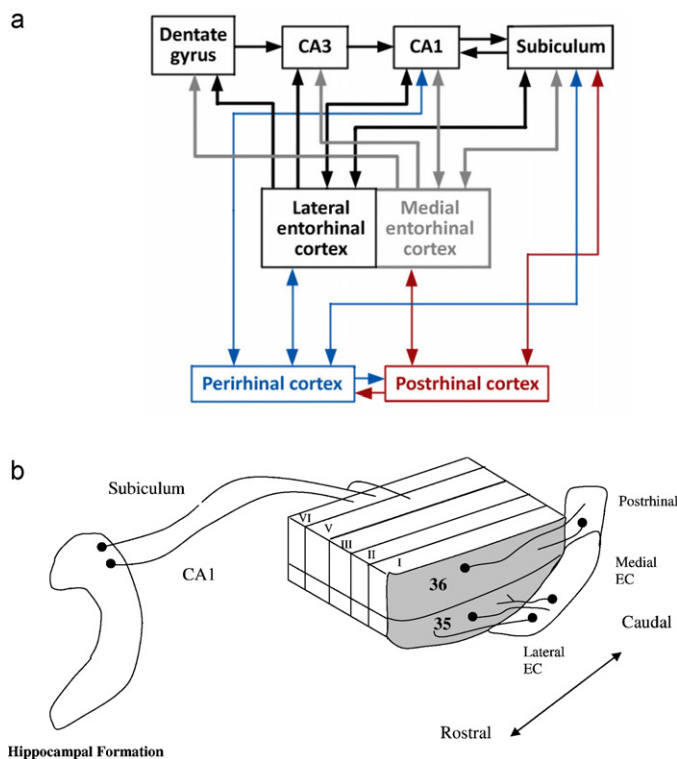 a
Dentate
gyrus
CA3
CA1
Subiculum
Lateral
entorhinal
cortex
Medial
entorhinal
cortex
Perirhinal cortex
Postrhinal cortex
b
Subiculum
CA1
VI
V
III
II
I
36
35
Postrhinal
Medial
EC
Caudal
Lateral
EC
Rostral
Hippocampal Formation